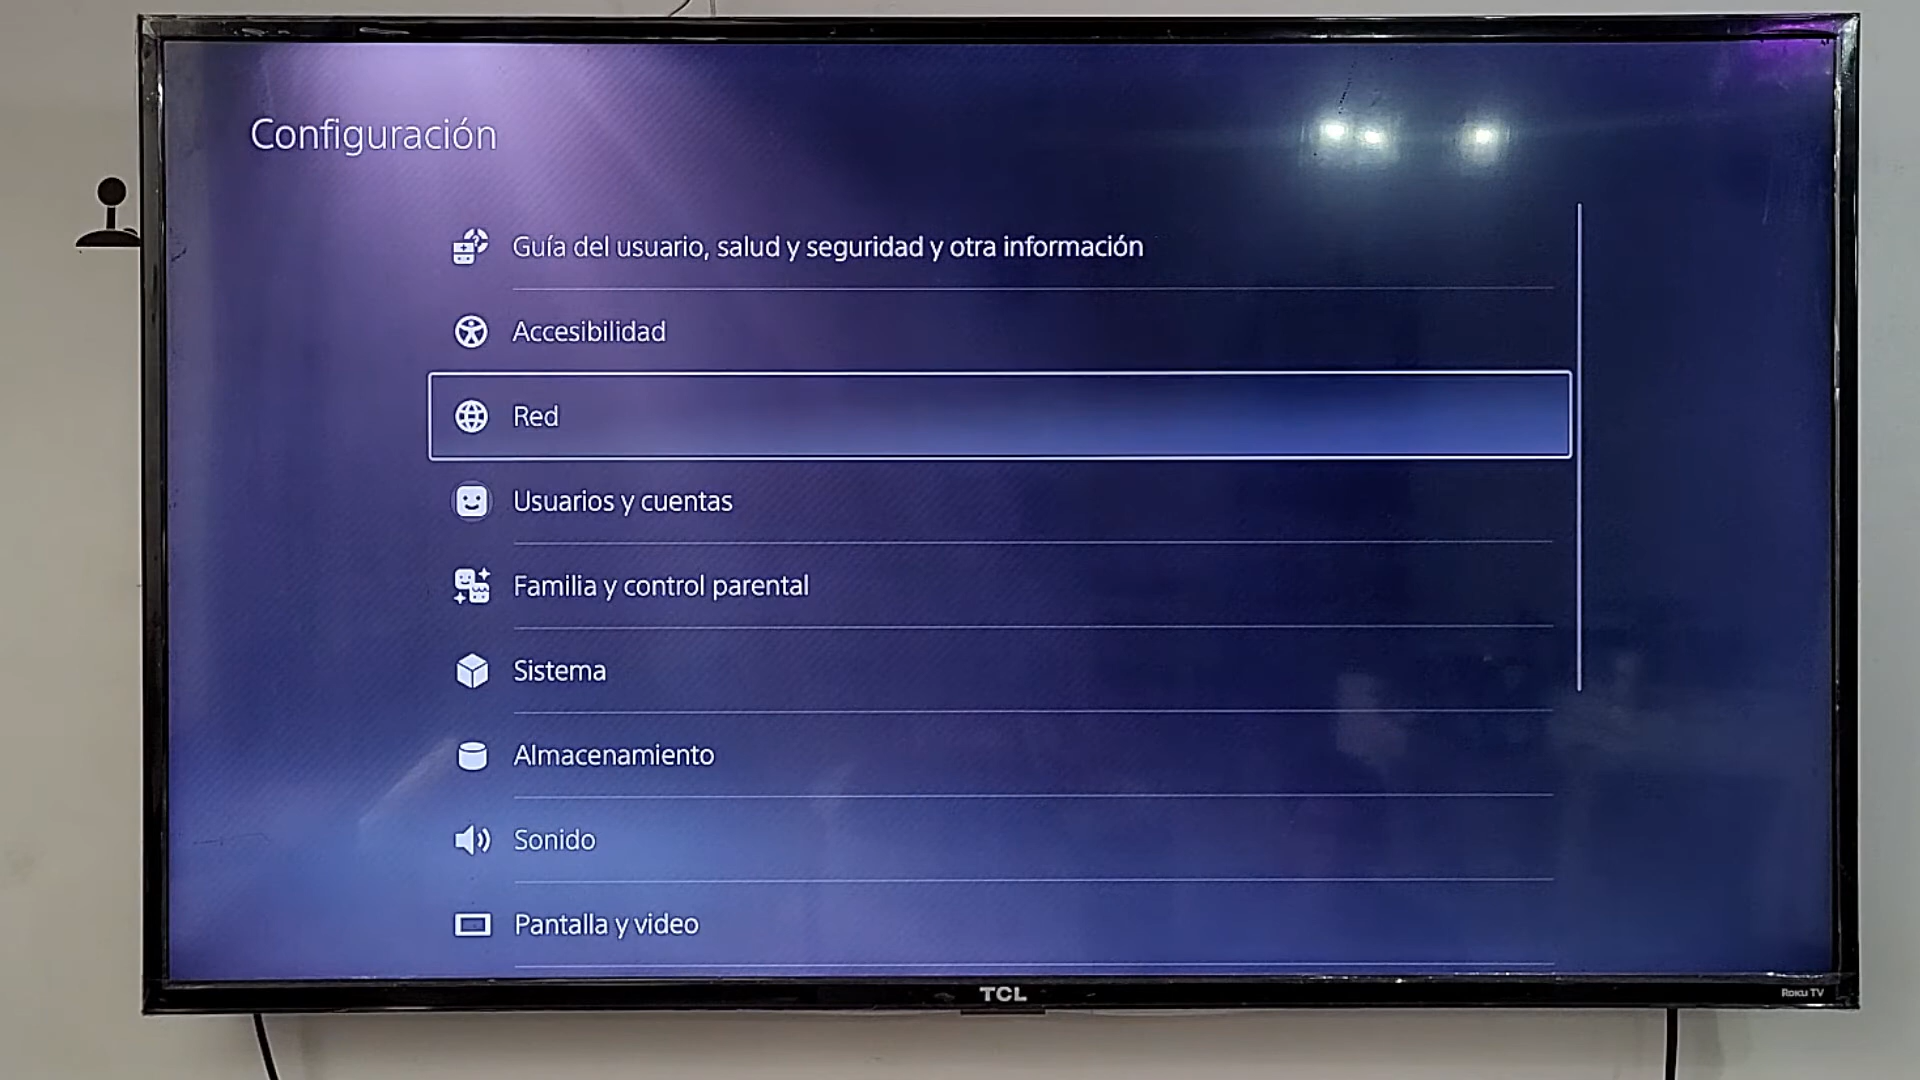 Configuración
Guía del usuario, salud y seguridad y otra información
Accesibilidad
Red
Usuarios y cuentas
Familia y control parental
Sistema
Almacenamiento
Sonido
Pantalla y video
TCL
Roku TV